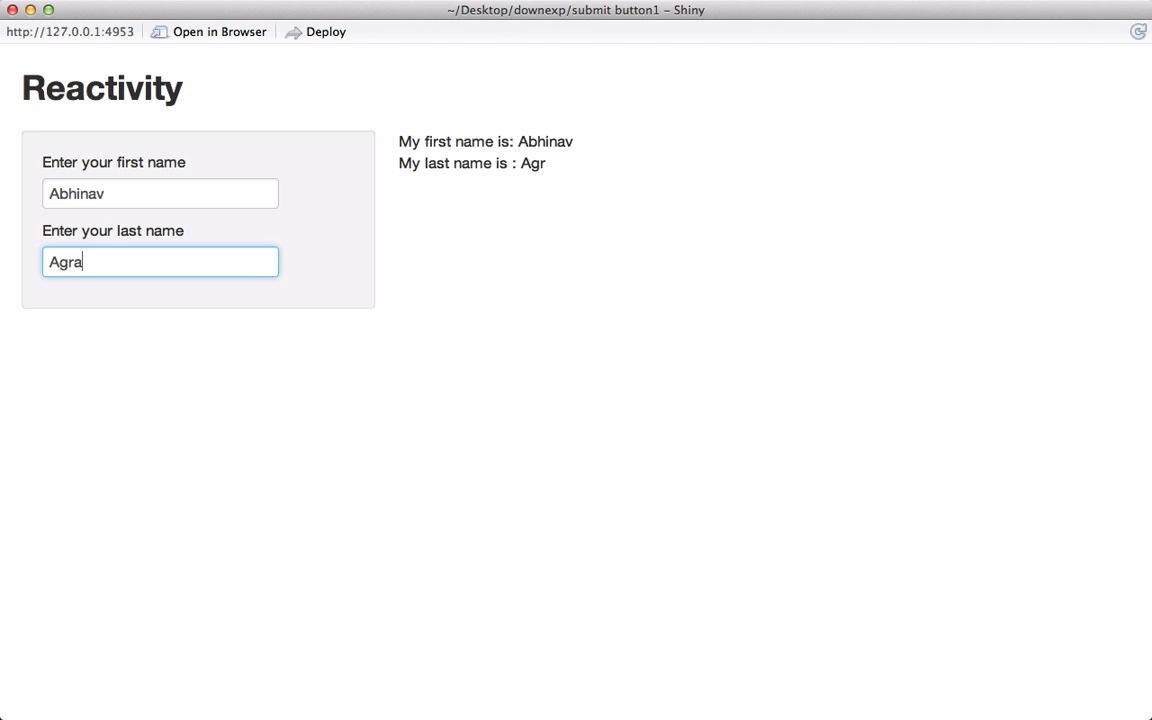 ~/Desktop/downexp/submit button1 – Shiny
http://127.0.0.1:4953 Open in Browser Deploy
Reactivity
Enter your first name
Abhinav
Enter your last name
Agra
My first name is: Abhinav
My last name is : Agr